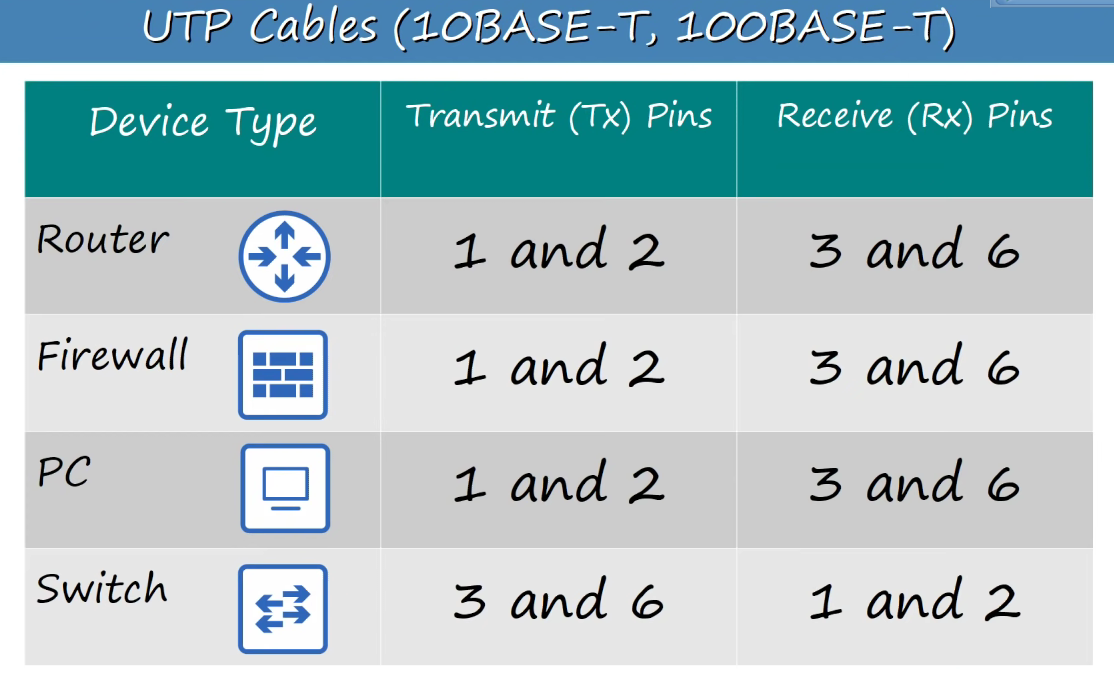 UTP Cables (10BASE-T, 100BASE-T)
Device Type
Transmit (Tx) Pins
Receive (Rx) Pins
Router
1 and 2
3 and 6
Firewall
1 and 2
3 and 6
PC
1 and 2
3 and 6
Switch
3 and 6
1 and 2